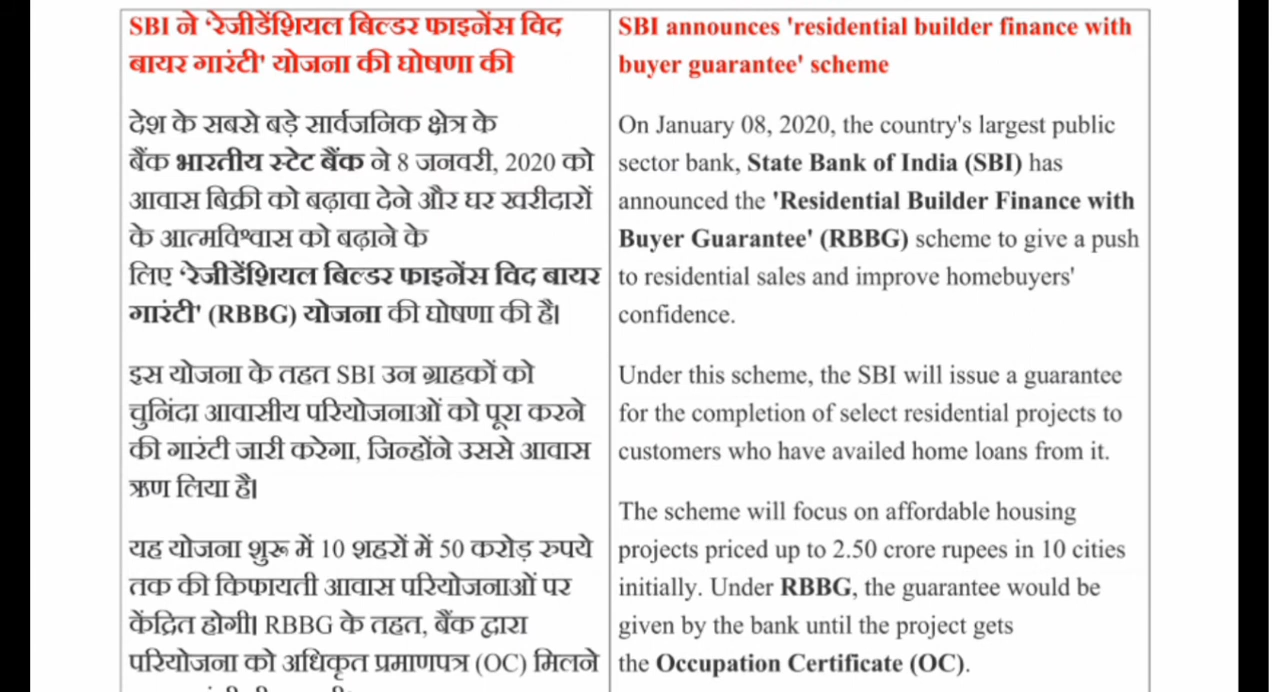 SBI ने ‘रेजीडेंशियल बिल्डर फाइनेंस विद
बायर गारंटी' योजना की घोषणा की
देश के सबसे बड़े सार्वजनिक क्षेत्र के
बैंक भारतीय स्टेट बैंक ने 8 जनवरी, 2020 को
आवास बिक्री को बढ़ावा देने और घर खरीदारों
के आत्मविश्वास को बढ़ाने के
लिए ‘रेजीडेंशियल बिल्डर फाइनेंस विद बायर
गारंटी' (RBBG) योजना की घोषणा की है।
इस योजना के तहत SBI उन ग्राहकों को
चुनिंदा आवासीय परियोजनाओं को पूरा करने
की गारंटी जारी करेगा, जिन्होंने उससे आवास
ऋण लिया है।
यह योजना शुरू में 10 शहरों में 50 करोड़ रुपये
तक की किफायती आवास परियोजनाओं पर
केंद्रित होगी। RBBG के तहत, बैंक द्वारा
परियोजना को अधिकृत प्रमाणपत्र (OC) मिलने
SBI announces 'residential builder finance with
buyer guarantee' scheme
On January 08, 2020, the country's largest public
sector bank, State Bank of India (SBI) has
announced the 'Residential Builder Finance with
Buyer Guarantee' (RBBG) scheme to give a push
to residential sales and improve homebuyers'
confidence.
Under this scheme, the SBI will issue a guarantee
for the completion of select residential projects to
customers who have availed home loans from it.
The scheme will focus on affordable housing
projects priced up to 2.50 crore rupees in 10 cities
initially. Under RBBG, the guarantee would be
given by the bank until the project gets
the Occupation Certificate (OC).